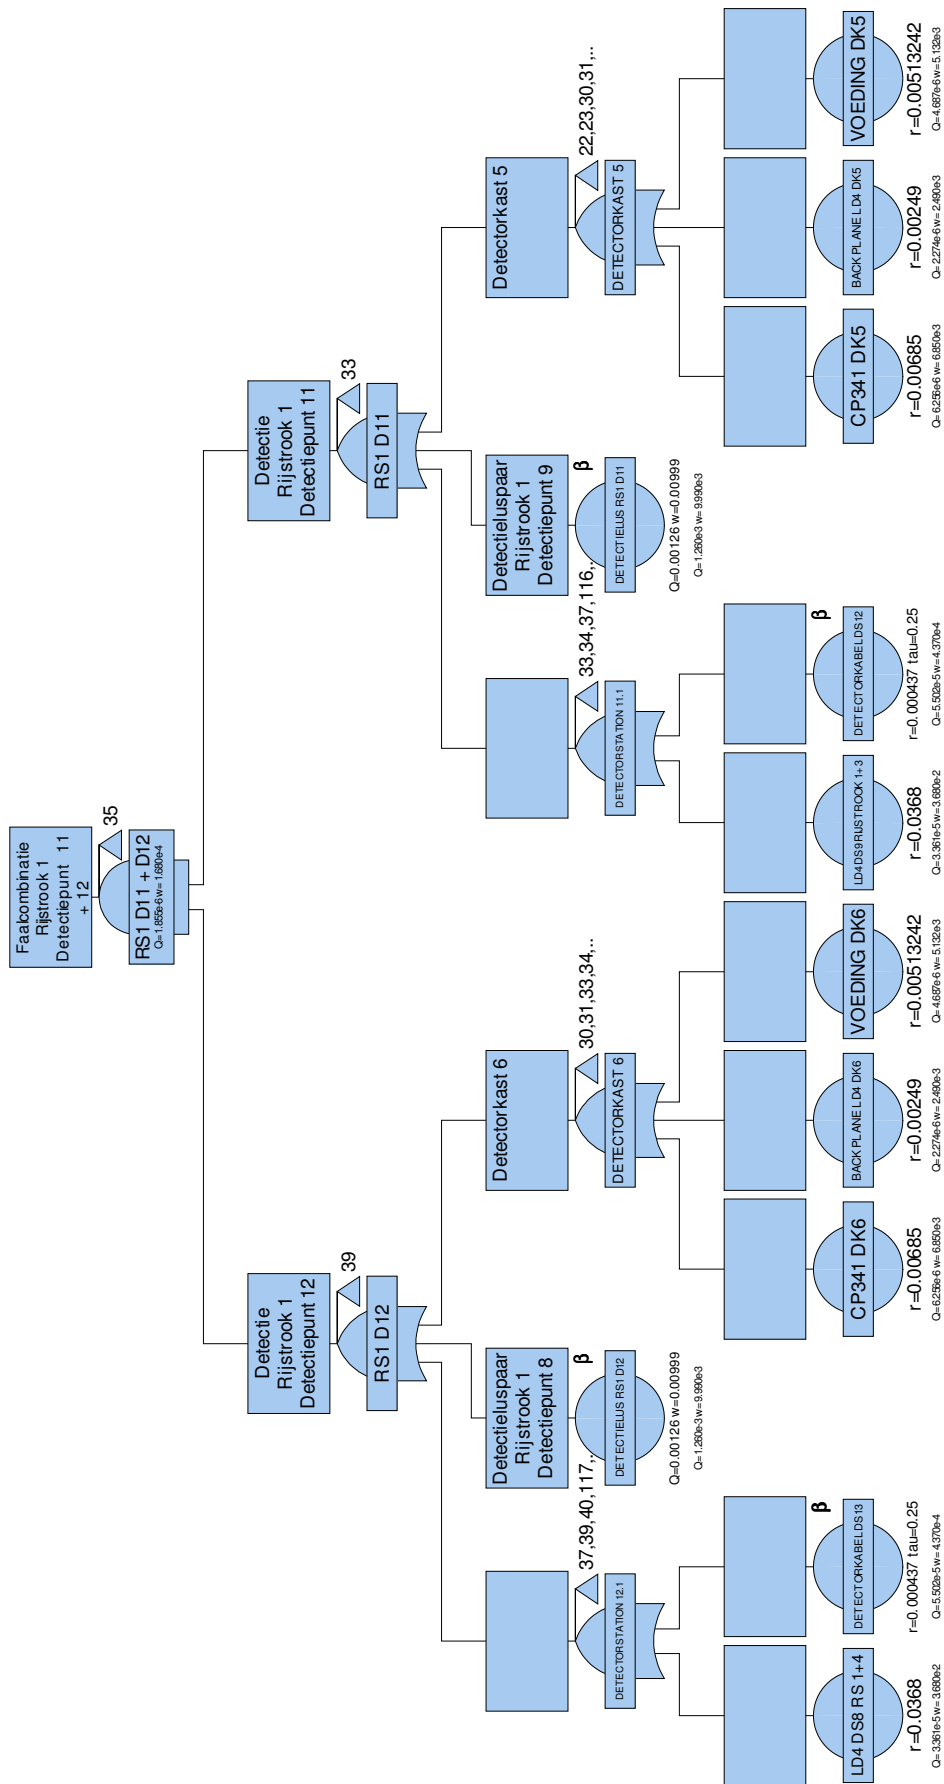 Faalcombinatie
Rijstrook 1
Detectiepunt 11
+ 12
35
RS1 D11 + D12
Q=1.855e-6 w= 1.680e-4
Detectie
Rijstrook 1
Detectiepunt 12
39
RS1 D12
Detectie
Rijstrook 1
Detectiepunt 11
33
RS1 D11
37,39,40,117,..
DETECTORSTATION 12.1
Detectieluspaar
Rijstrook 1
Detectiepunt 8
β
DETECTIELUS RS1 D12
Q=0.00126 w=0.00999
Q=1.260e-3 w= 9.990e-3
Detectorkast 6
30,31,33,34,..
DETECTORKAST 6
33,34,37,116,..
DETECTORSTATION 11.1
Detectieluspaar
Rijstrook 1
Detectiepunt 9
β
DETECTIELUS RS1 D11
Q=0.00126 w=0.00999
Q=1.260e-3 w= 9.990e-3
Detectorkast 5
22,23,30,31,..
DETECTORKAST 5
LD4 DS8 RS 1+4
r=0.0368
Q=3.361e-5 w= 3.680e-2
β
DETECTORKABEL DS13
r=0.000437 tau=0.25
Q=5.502e-5 w= 4.370e-4
CP341 DK6
r=0.00685
Q=6.256e-6 w= 6.850e-3
BACK PLANE LD4 DK6
r=0.00249
Q=2.274e-6 w= 2.490e-3
VOEDING DK6
r=0.00513242
Q=4.687e-6 w= 5.132e-3
LD4 DS9 RIJSTROOK 1+3
r=0.0368
Q=3.361e-5 w= 3.680e-2
β
DETECTORKABEL DS12
r=0.000437 tau=0.25
Q=5.502e-5 w= 4.370e-4
CP341 DK5
r=0.00685
Q=6.256e-6 w= 6.850e-3
BACK PLANE LD4 DK5
r=0.00249
Q=2.274e-6 w= 2.490e-3
VOEDING DK5
r=0.00513242
Q=4.687e-6 w= 5.132e-3